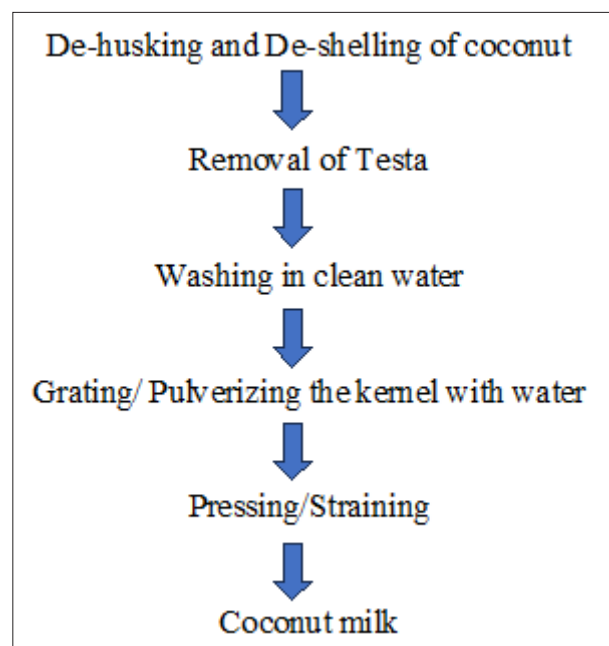 De-husking and De-shelling of coconut
Removal of Testa
Washing in clean water
Grating/ Pulverizing the kernel with water
Pressing/Straining
Coconut milk